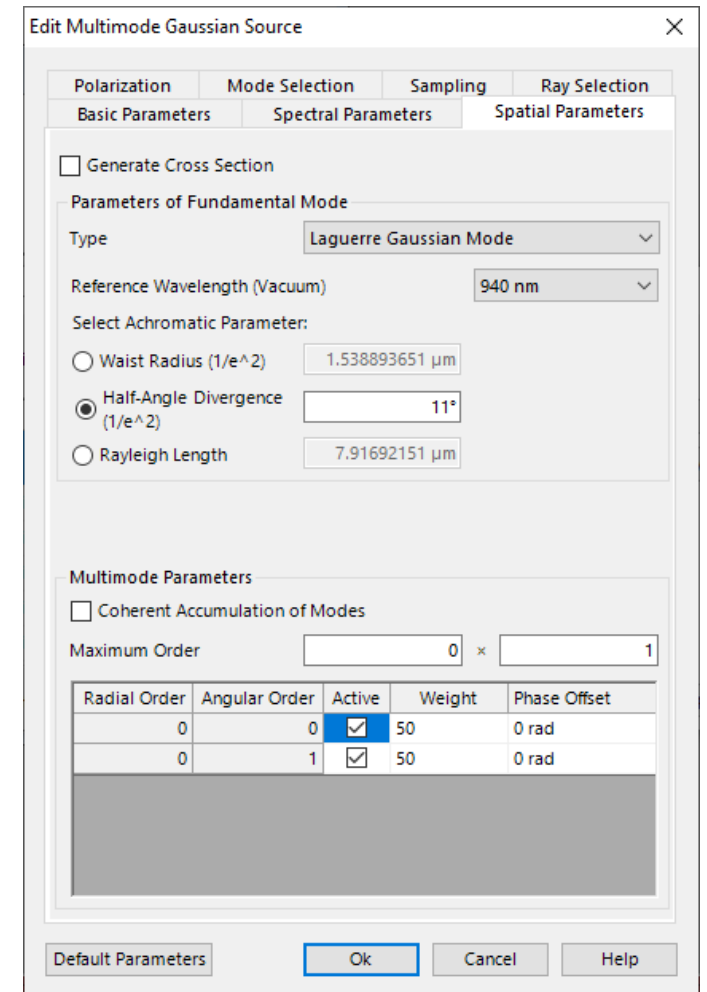 Edit Multimode Gaussian Source
Polarization Mode Selection Sampling Ray Selection
Basic Parameters Spectral Parameters Spatial Parameters
Generate Cross Section
Parameters of Fundamental Mode
Type Laguerre Gaussian Mode
Reference Wavelength (Vacuum) 940 nm
Select Achromatic Parameter:
Waist Radius (1/e^2) 1.538893651 µm
Half-Angle Divergence
(1/e^2) 11°
Rayleigh Length 7.91692151 µm
Multimode Parameters
Coherent Accumulation of Modes
Maximum Order 0 × 1
Radial Order Angular Order Active Weight Phase Offset
0 0 50 0 rad
0 1 50 0 rad
Default Parameters Ok Cancel Help